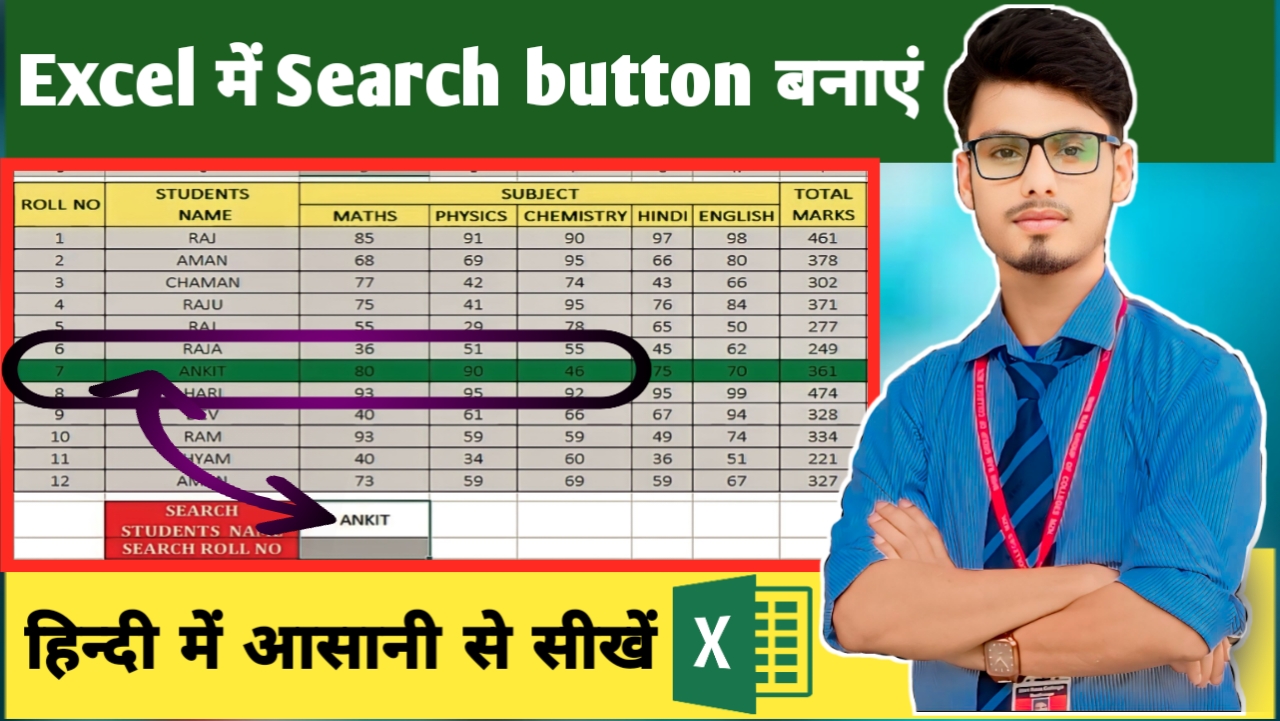 Excel में Search button बनाएं
ROLL NO STUDENTS NAME SUBJECT TOTAL MARKS
MATHS PHYSICS CHEMISTRY HINDI ENGLISH
1 RAJ 85 91 90 97 98 461
2 AMAN 68 69 95 66 80 378
3 CHAMAN 77 42 74 43 66 302
4 RAJU 75 41 95 76 84 371
5 RAJ 55 29 78 65 50 277
6 RAJA 36 51 55 45 62 249
7 ANKIT 80 90 46 75 70 361
8 HARI 93 95 92 95 99 474
9 40 61 66 67 94 328
10 RAM 93 59 59 49 74 334
11 HYAM 40 34 60 36 51 221
12 73 59 69 59 67 327
SEARCH
STUDENTS ANKIT
SEARCH ROLL NO
हिन्दी में आसानी से सीखें
X